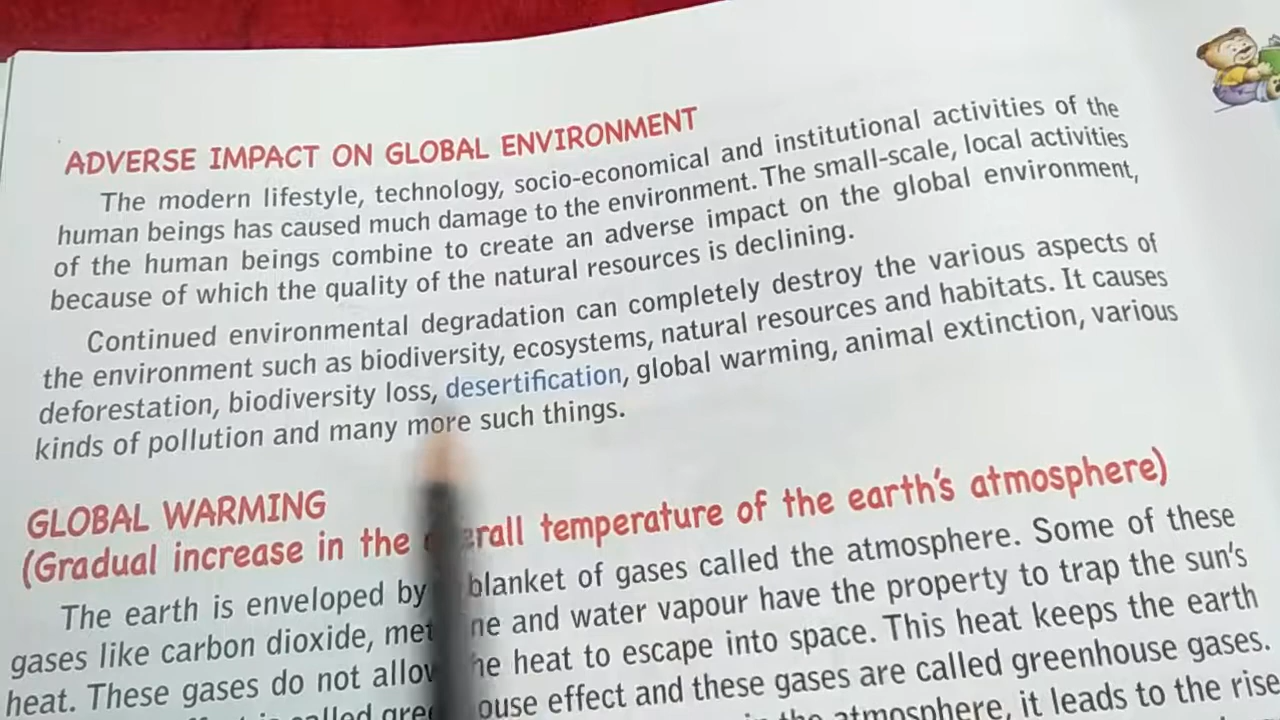 ADVERSE IMPACT ON GLOBAL ENVIRONMENT
The modern lifestyle, technology, socio-economical and institutional activities of the
human beings has caused much damage to the environment. The small-scale, local activities
of the human beings combine to create an adverse impact on the global environment,
because of which the quality of the natural resources is declining.
Continued environmental degradation can completely destroy the various aspects of
the environment such as biodiversity, ecosystems, natural resources and habitats. It causes
deforestation, biodiversity loss, desertification, global warming, animal extinction, various
kinds of pollution and many more such things.
GLOBAL WARMING
(Gradual increase in the temperature of the earth's atmosphere)
The earth is enveloped by blanket of gases called the atmosphere. Some of these
gases like carbon dioxide, and water vapour have the property to trap the sun's
heat. These gases do not heat to escape into space. This heat keeps the earth
effect and these gases are called greenhouse gases.
atmosphere, it leads to the rise